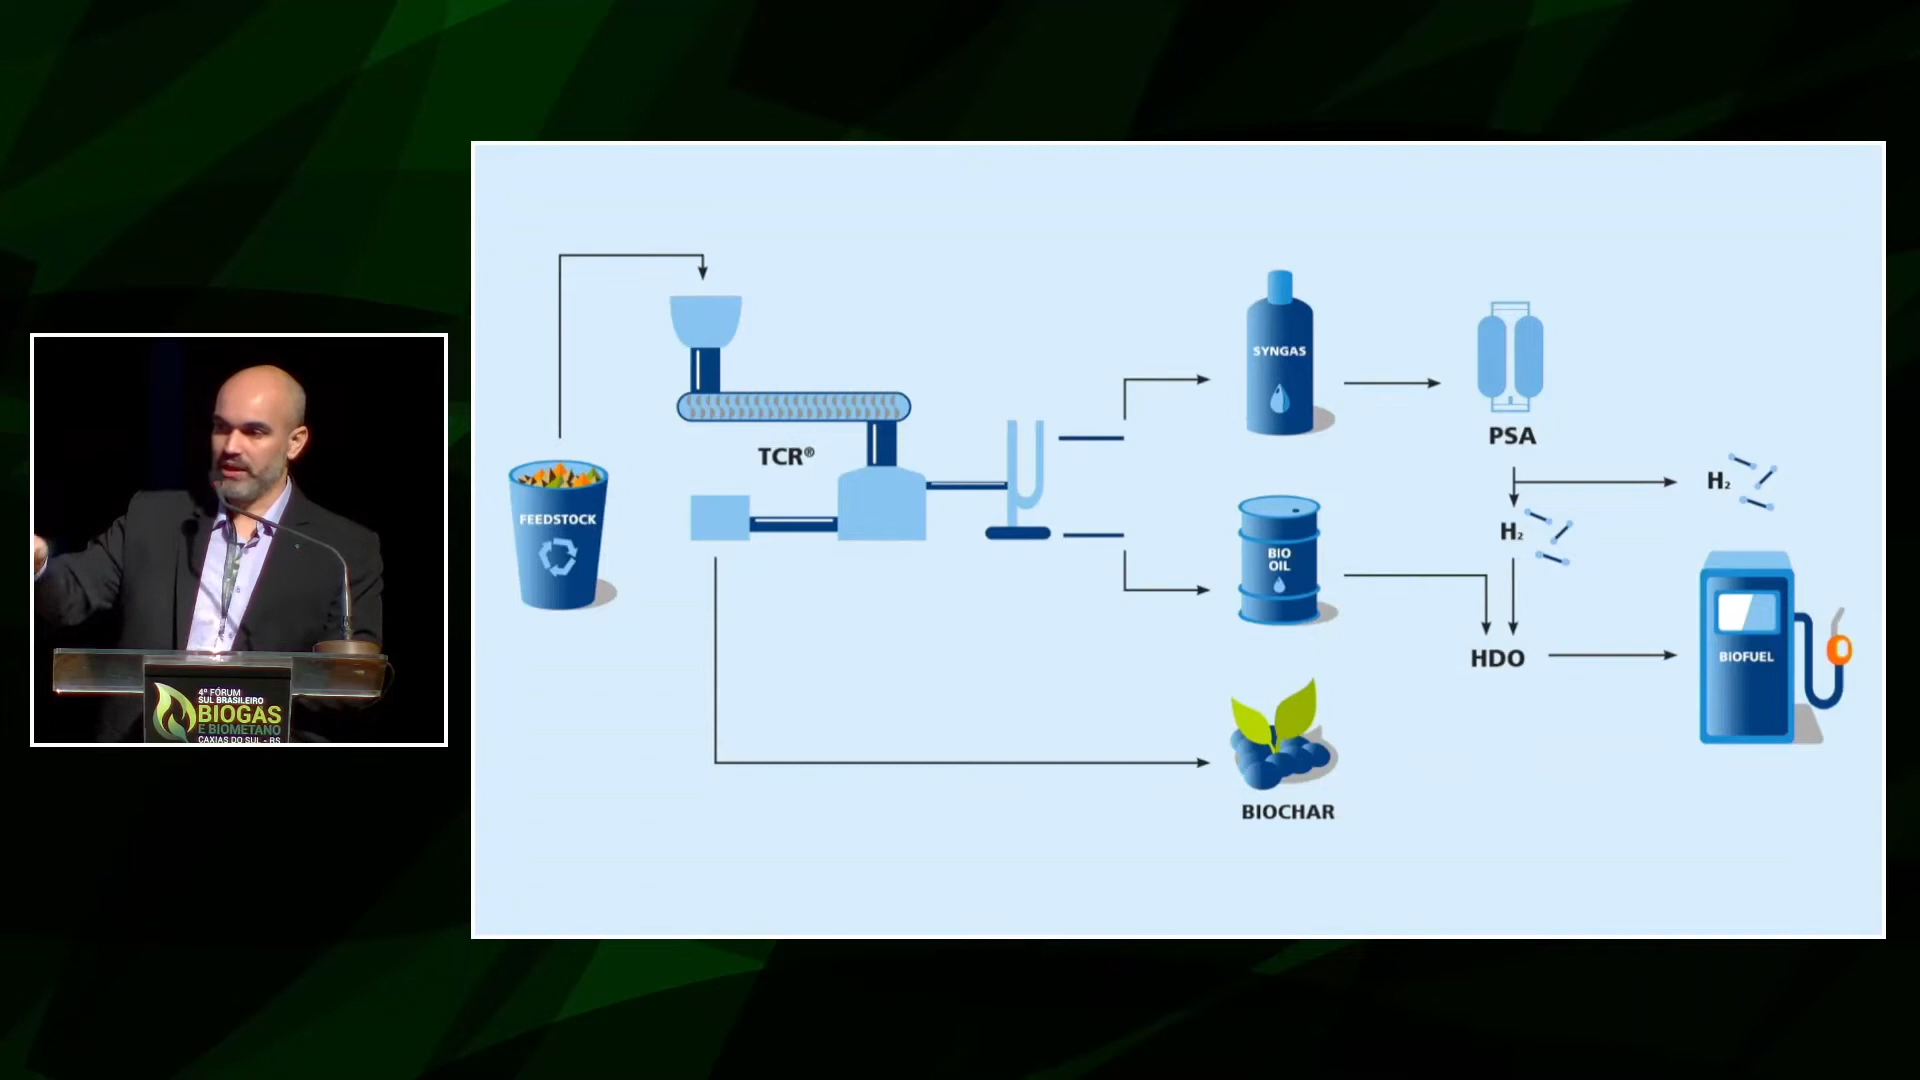 4º FÓRUM
SUL BRASILEIRO
BIOGÁS
E BIOMETANO
CAXIAS DO SUL - RS
FEEDSTOCK
TCR®
SYNGAS
PSA
H₂
H₂
BIO
OIL
HDO
BIOFUEL
BIOCHAR